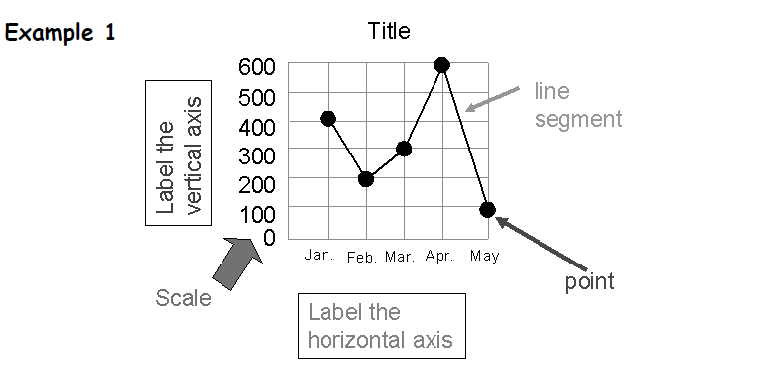 Example 1
Title
600
500
400
300
200
100
0
Label the
vertical axis
line
segment
Jar.
Feb.
Mar.
Apr.
May
point
Scale
Label the
horizontal axis